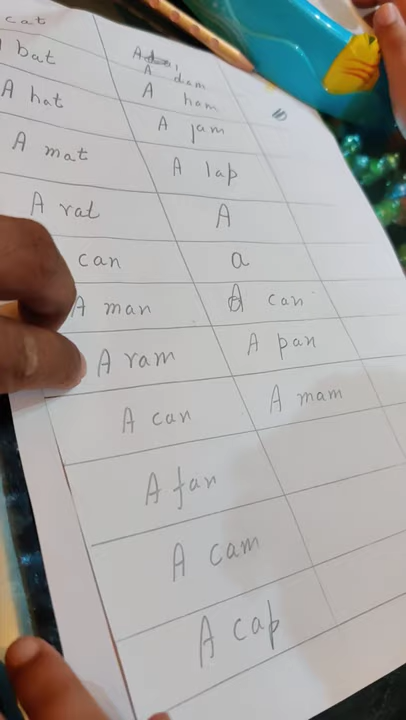 cat
bat
A hat
A mat
A rat
can
A man
A ram
A can
A fan
A cam
A cap
A dam
A ham
A jam
A lap
A
a
A can
A pan
A mam